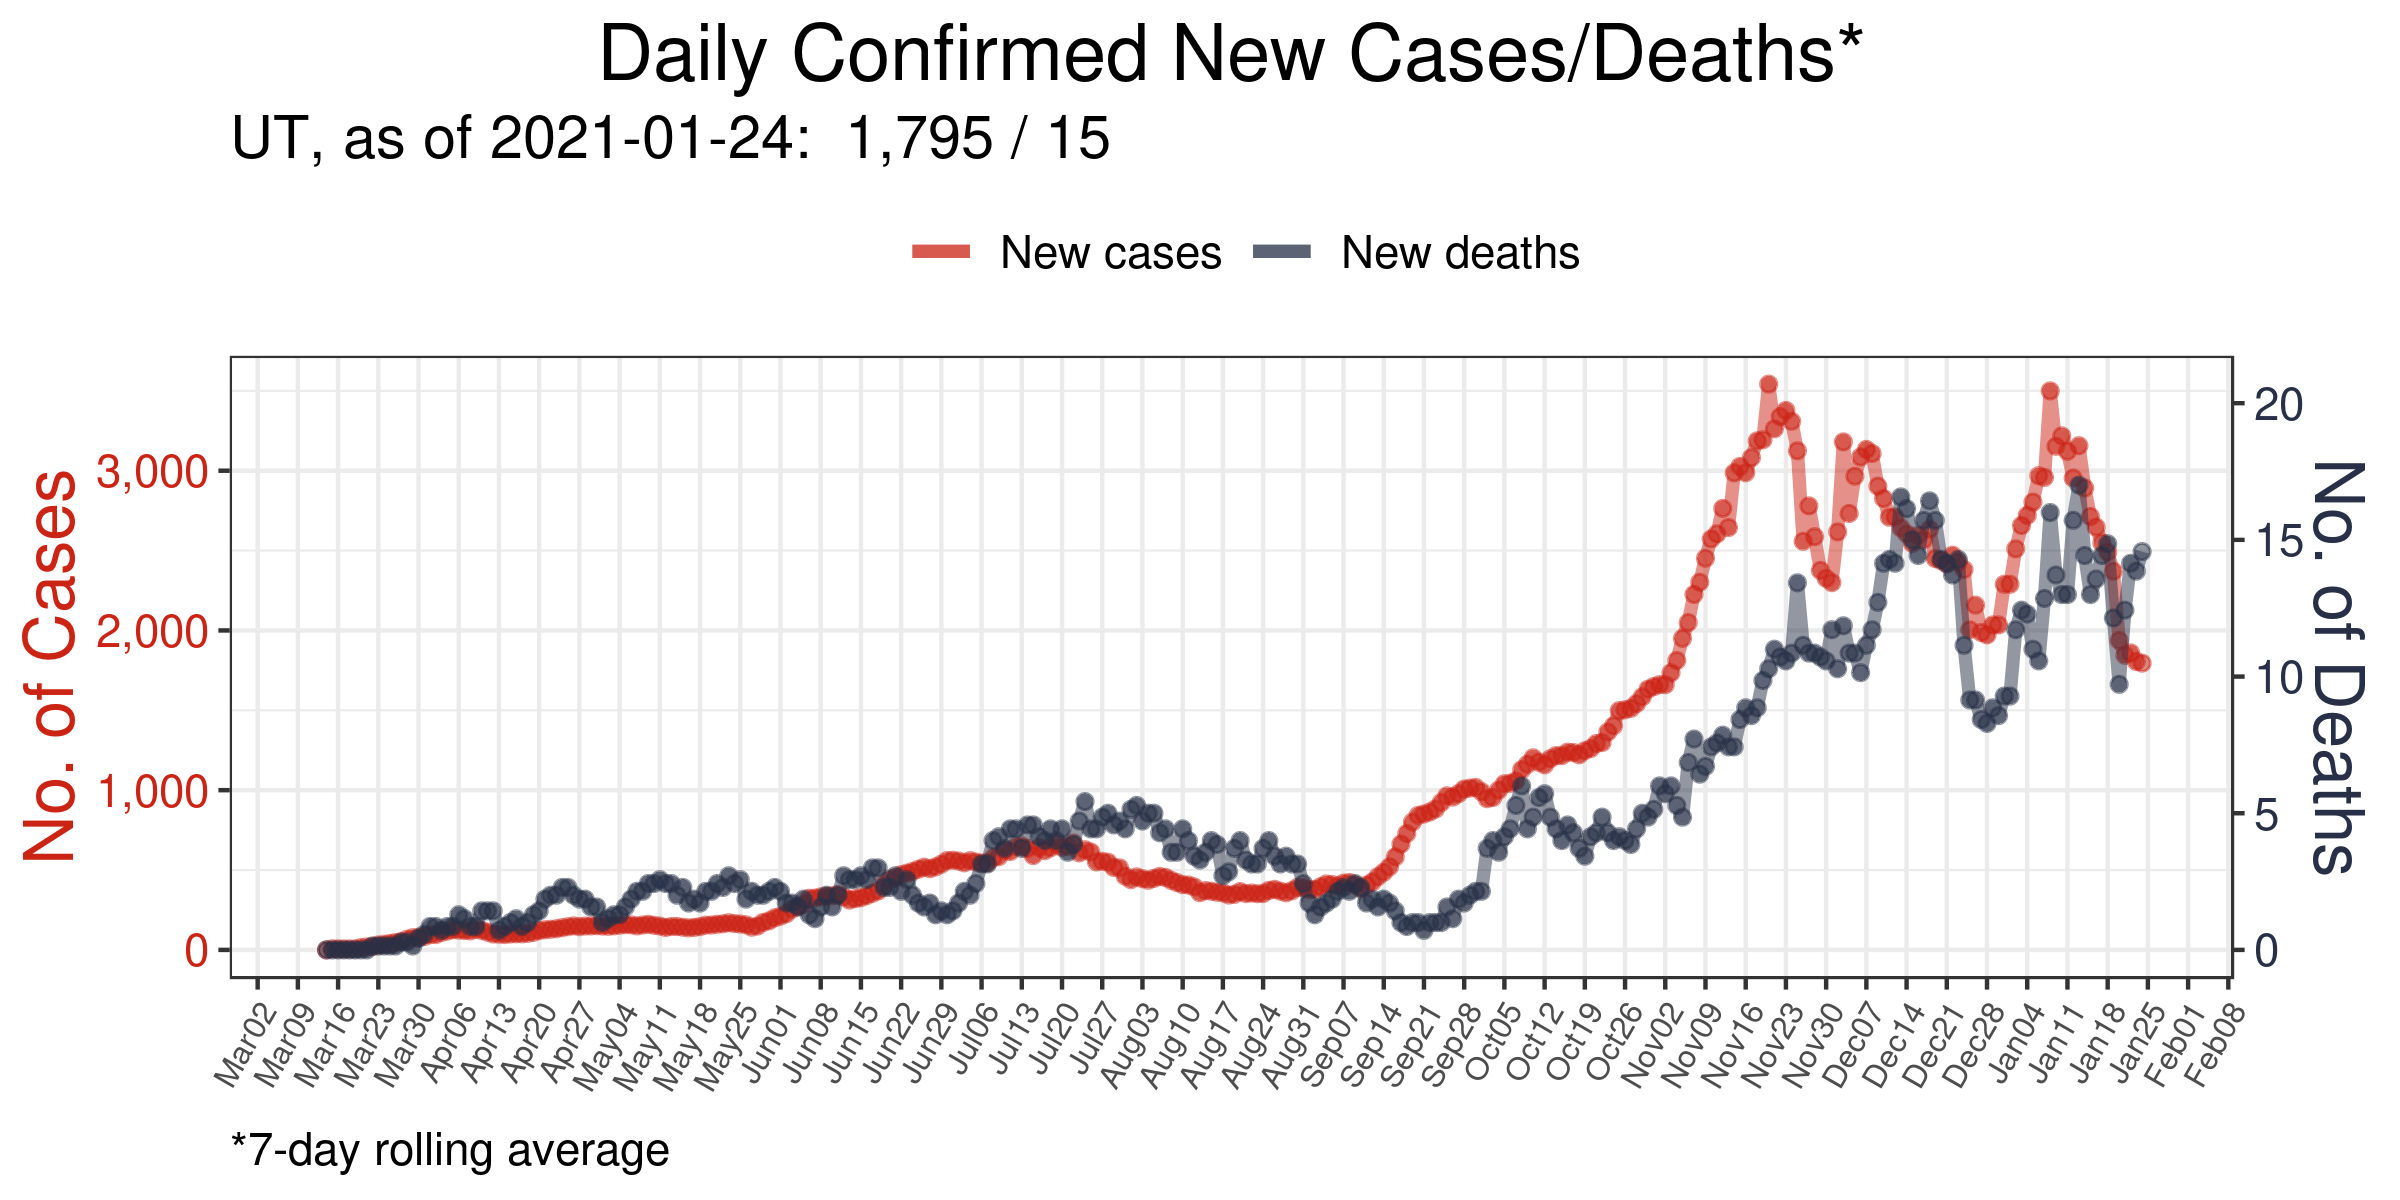 Daily Confirmed New Cases/Deaths*
UT, as of 2021-01-24:  1,795 / 15
New cases
New deaths
No. of Cases
3,000
2,000
1,000
0
20
15
10
5
0
No. of Deaths
Mar02
Mar09
Mar16
Mar23
Mar30
Apr06
Apr13
Apr20
Apr27
May04
May11
May18
May25
Jun01
Jun08
Jun15
Jun22
Jun29
Jul06
Jul13
Jul20
Jul27
Aug03
Aug10
Aug17
Aug24
Aug31
Sep07
Sep14
Sep21
Sep28
Oct05
Oct12
Oct19
Oct26
Nov02
Nov09
Nov16
Nov23
Nov30
Dec07
Dec14
Dec21
Dec28
Jan04
Jan11
Jan18
Jan25
Feb01
Feb08
*7-day rolling average